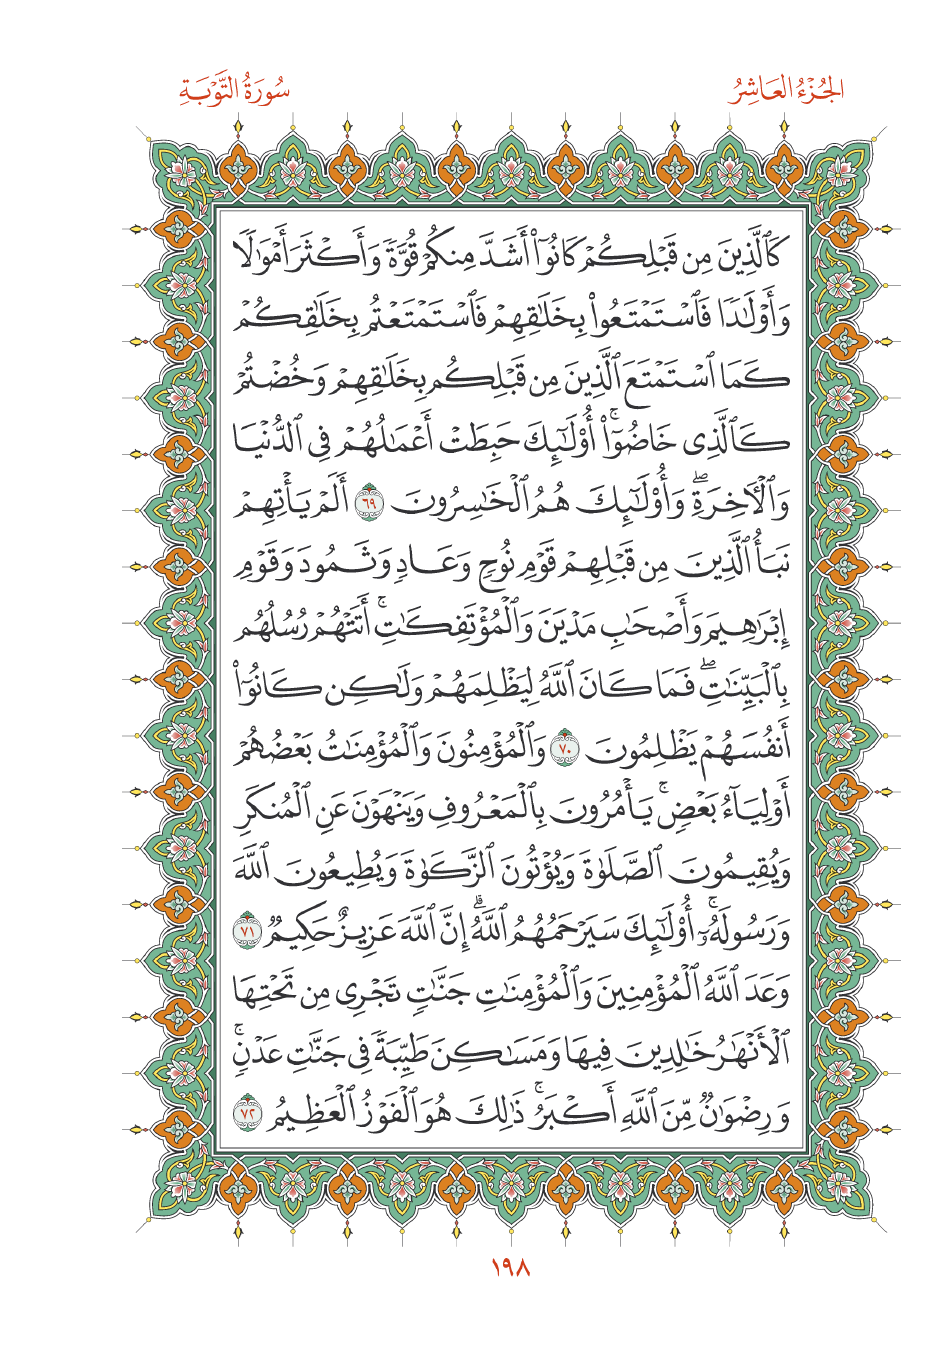 الجُزْءُ العَاشِرُ
سُورَةُ التَّوْبَةِ
كَٱلَّذِينَ مِن قَبْلِكُمْ كَانُوٓا۟ أَشَدَّ مِنكُمْ قُوَّةً وَأَكْثَرَ أَمْوَٰلًا
وَأَوْلَٰدًا فَٱسْتَمْتَعُوا۟ بِخَلَٰقِهِمْ فَٱسْتَمْتَعْتُم بِخَلَٰقِكُمْ
كَمَا ٱسْتَمْتَعَ ٱلَّذِينَ مِن قَبْلِكُم بِخَلَٰقِهِمْ وَخُضْتُمْ
كَٱلَّذِى خَاضُوٓا۟ۚ أُو۟لَٰٓئِكَ حَبِطَتْ أَعْمَٰلُهُمْ فِى ٱلدُّنْيَا
وَٱلْءَاخِرَةِۖ وَأُو۟لَٰٓئِكَ هُمُ ٱلْخَٰسِرُونَ ٦٩ أَلَمْ يَأْتِهِمْ
نَبَأُ ٱلَّذِينَ مِن قَبْلِهِمْ قَوْمِ نُوحٍ وَعَادٍ وَثَمُودَ وَقَوْمِ
إِبْرَٰهِيمَ وَأَصْحَٰبِ مَدْيَنَ وَٱلْمُؤْتَفِكَٰتِۚ أَتَتْهُمْ رُسُلُهُم
بِٱلْبَيِّنَٰتِۖ فَمَا كَانَ ٱللَّهُ لِيَظْلِمَهُمْ وَلَٰكِن كَانُوٓا۟
أَنفُسَهُمْ يَظْلِمُونَ ٧٠ وَٱلْمُؤْمِنُونَ وَٱلْمُؤْمِنَٰتُ بَعْضُهُمْ
أَوْلِيَآءُ بَعْضٍۚ يَأْمُرُونَ بِٱلْمَعْرُوفِ وَيَنْهَوْنَ عَنِ ٱلْمُنكَرِ
وَيُقِيمُونَ ٱلصَّلَوٰةَ وَيُؤْتُونَ ٱلزَّكَوٰةَ وَيُطِيعُونَ ٱللَّهَ
وَرَسُولَهُۥٓۚ أُو۟لَٰٓئِكَ سَيَرْحَمُهُمُ ٱللَّهُۗ إِنَّ ٱللَّهَ عَزِيزٌ حَكِيمٌ ٧١
وَعَدَ ٱللَّهُ ٱلْمُؤْمِنِينَ وَٱلْمُؤْمِنَٰتِ جَنَّٰتٍ تَجْرِى مِن تَحْتِهَا
ٱلْأَنْهَٰرُ خَٰلِدِينَ فِيهَا وَمَسَٰكِنَ طَيِّبَةً فِى جَنَّٰتِ عَدْنٍۚ
وَرِضْوَٰنٌ مِّنَ ٱللَّهِ أَكْبَرُۚ ذَٰلِكَ هُوَ ٱلْفَوْزُ ٱلْعَظِيمُ ٧٢
١٩٨